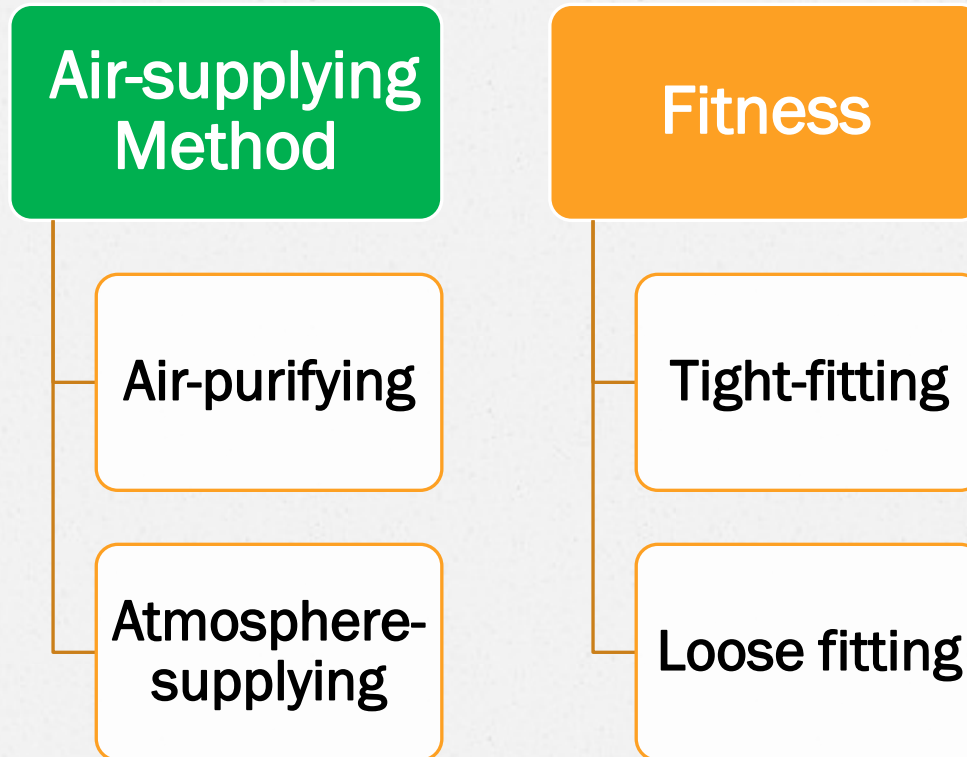 Air-supplying
Method
Air-purifying
Atmosphere-
supplying
Fitness
Tight-fitting
Loose fitting